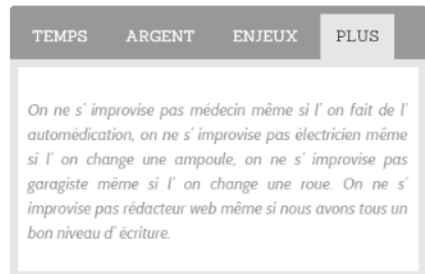 TEMPS ARGENT ENJEUX PLUS
On ne s' improvise pas médecin même si l' on fait de l'
automédication, on ne s' improvise pas électricien même
si l' on change une ampoule, on ne s' improvise pas
garagiste même si l' on change une roue. On ne s'
improvise pas rédacteur web même si nous avons tous un
bon niveau d' écriture.